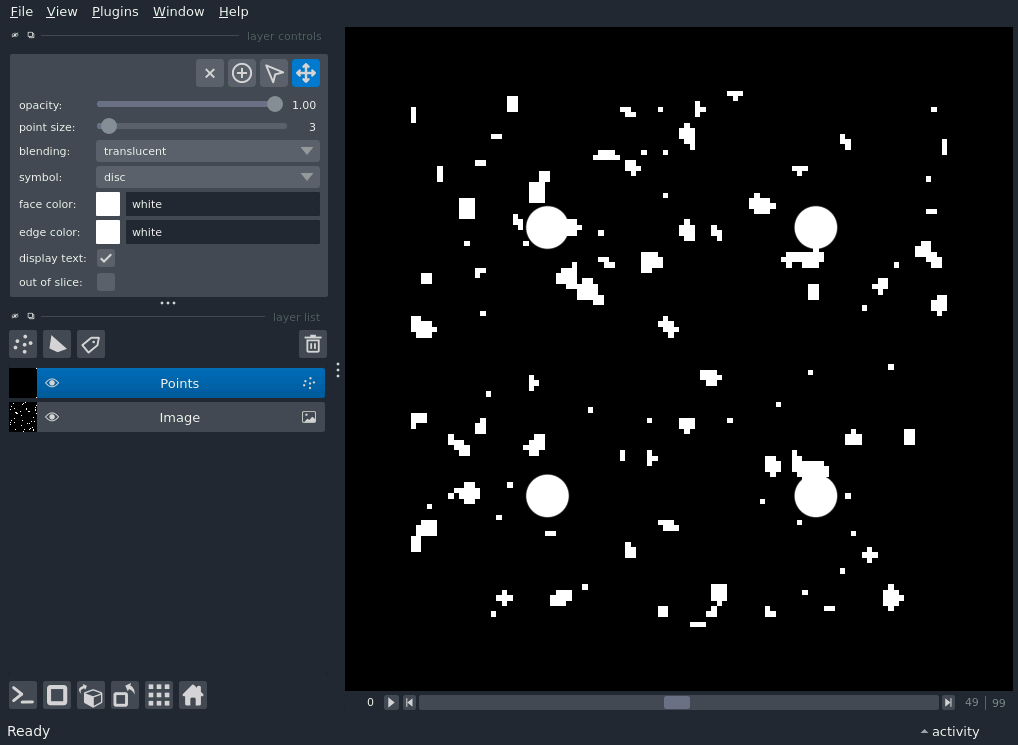 File View Plugins Window Help
layer controls
opacity: 1.00
point size: 3
blending: translucent
symbol: disc
face color: white
edge color: white
display text:
out of slice:
layer list
Points
Image
0 49 | 99
Ready activity